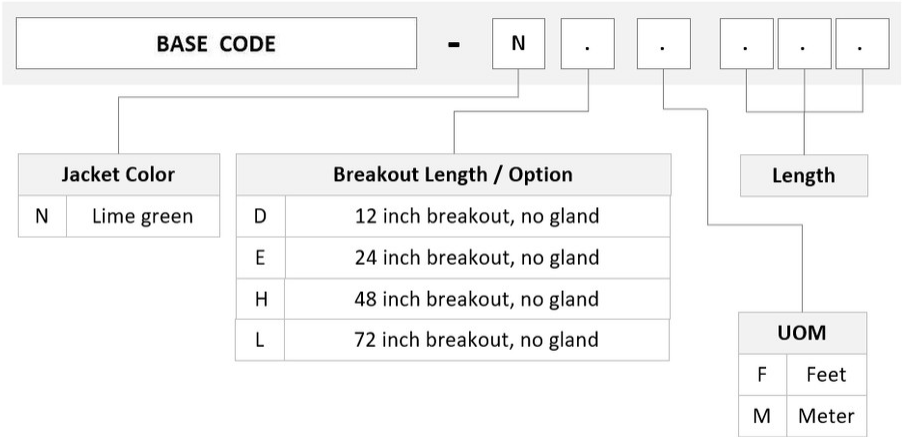 BASE CODE - N . . . . .
Jacket Color
N Lime green
Breakout Length / Option
D 12 inch breakout, no gland
E 24 inch breakout, no gland
H 48 inch breakout, no gland
L 72 inch breakout, no gland
Length
UOM
F Feet
M Meter